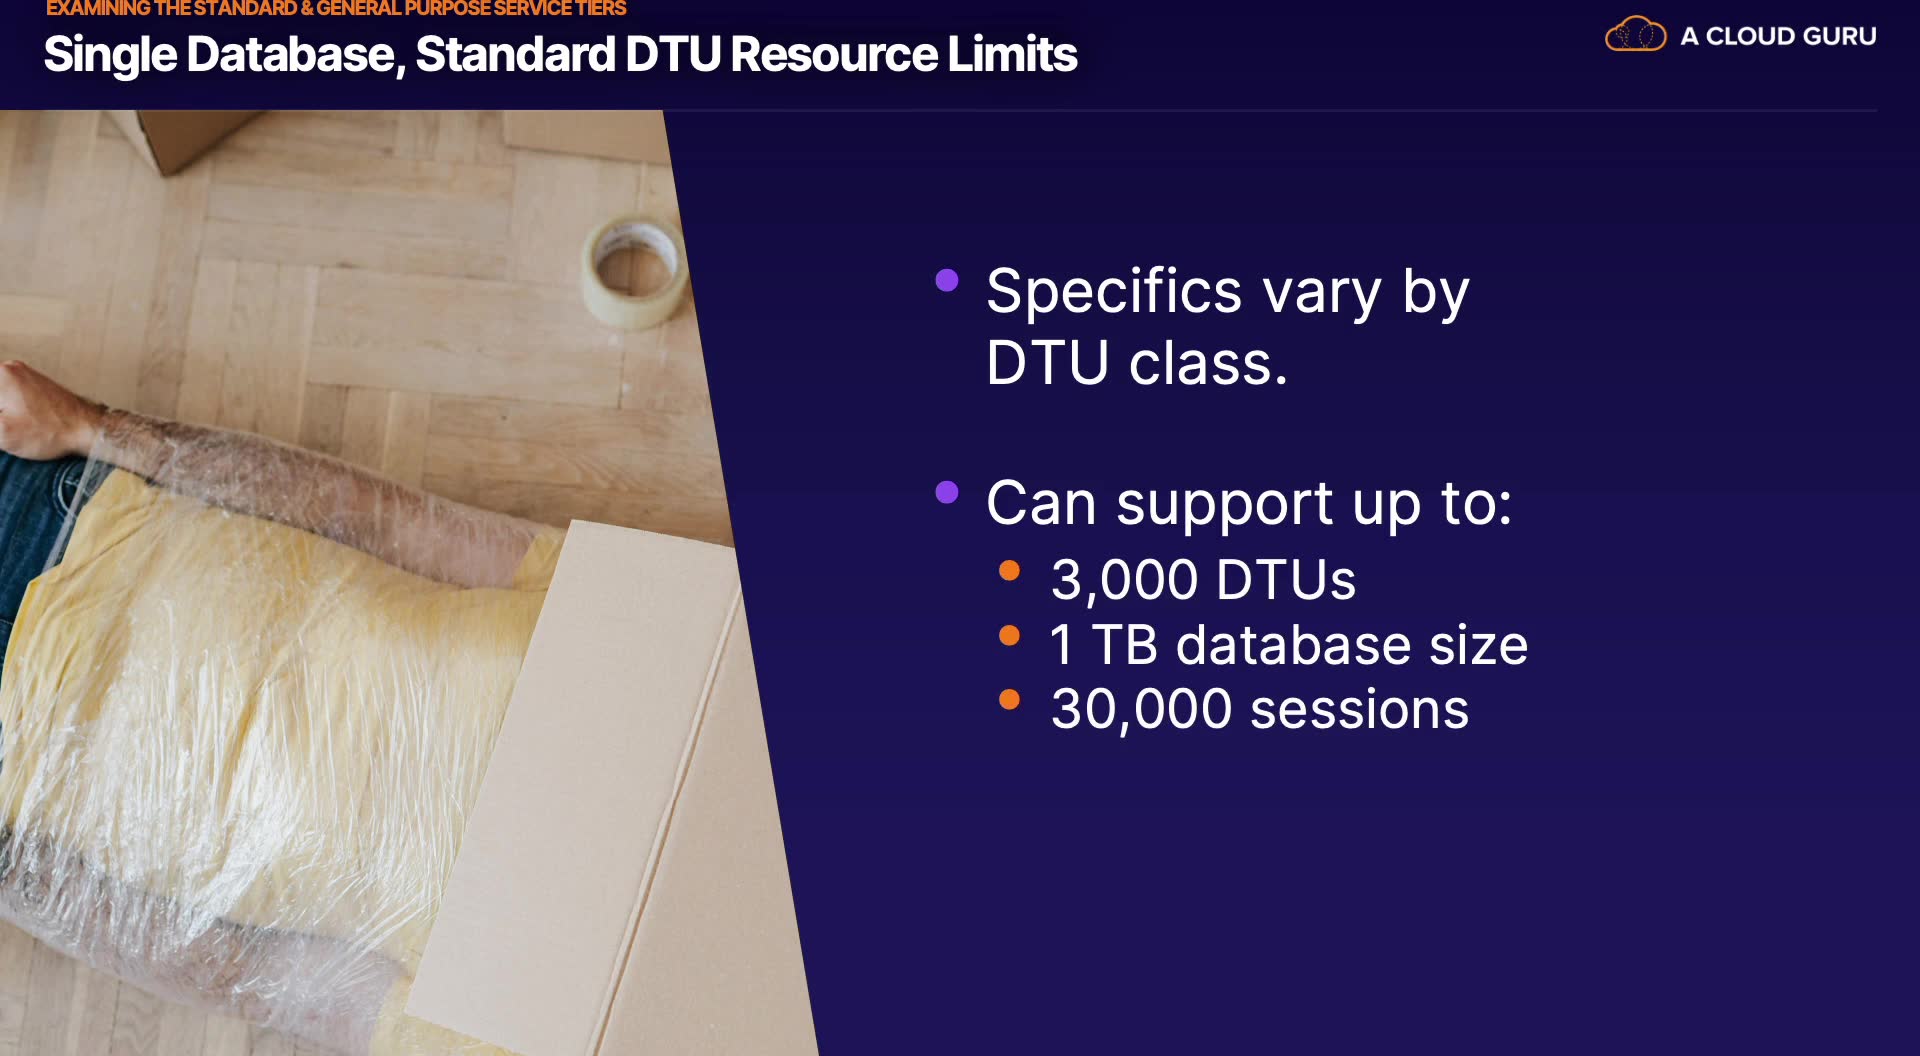 EXAMINING THE STANDARD & GENERAL PURPOSE SERVICE TIERS
Single Database, Standard DTU Resource Limits
A CLOUD GURU
Specifics vary by
DTU class.
Can support up to:
3,000 DTUs
1 TB database size
30,000 sessions